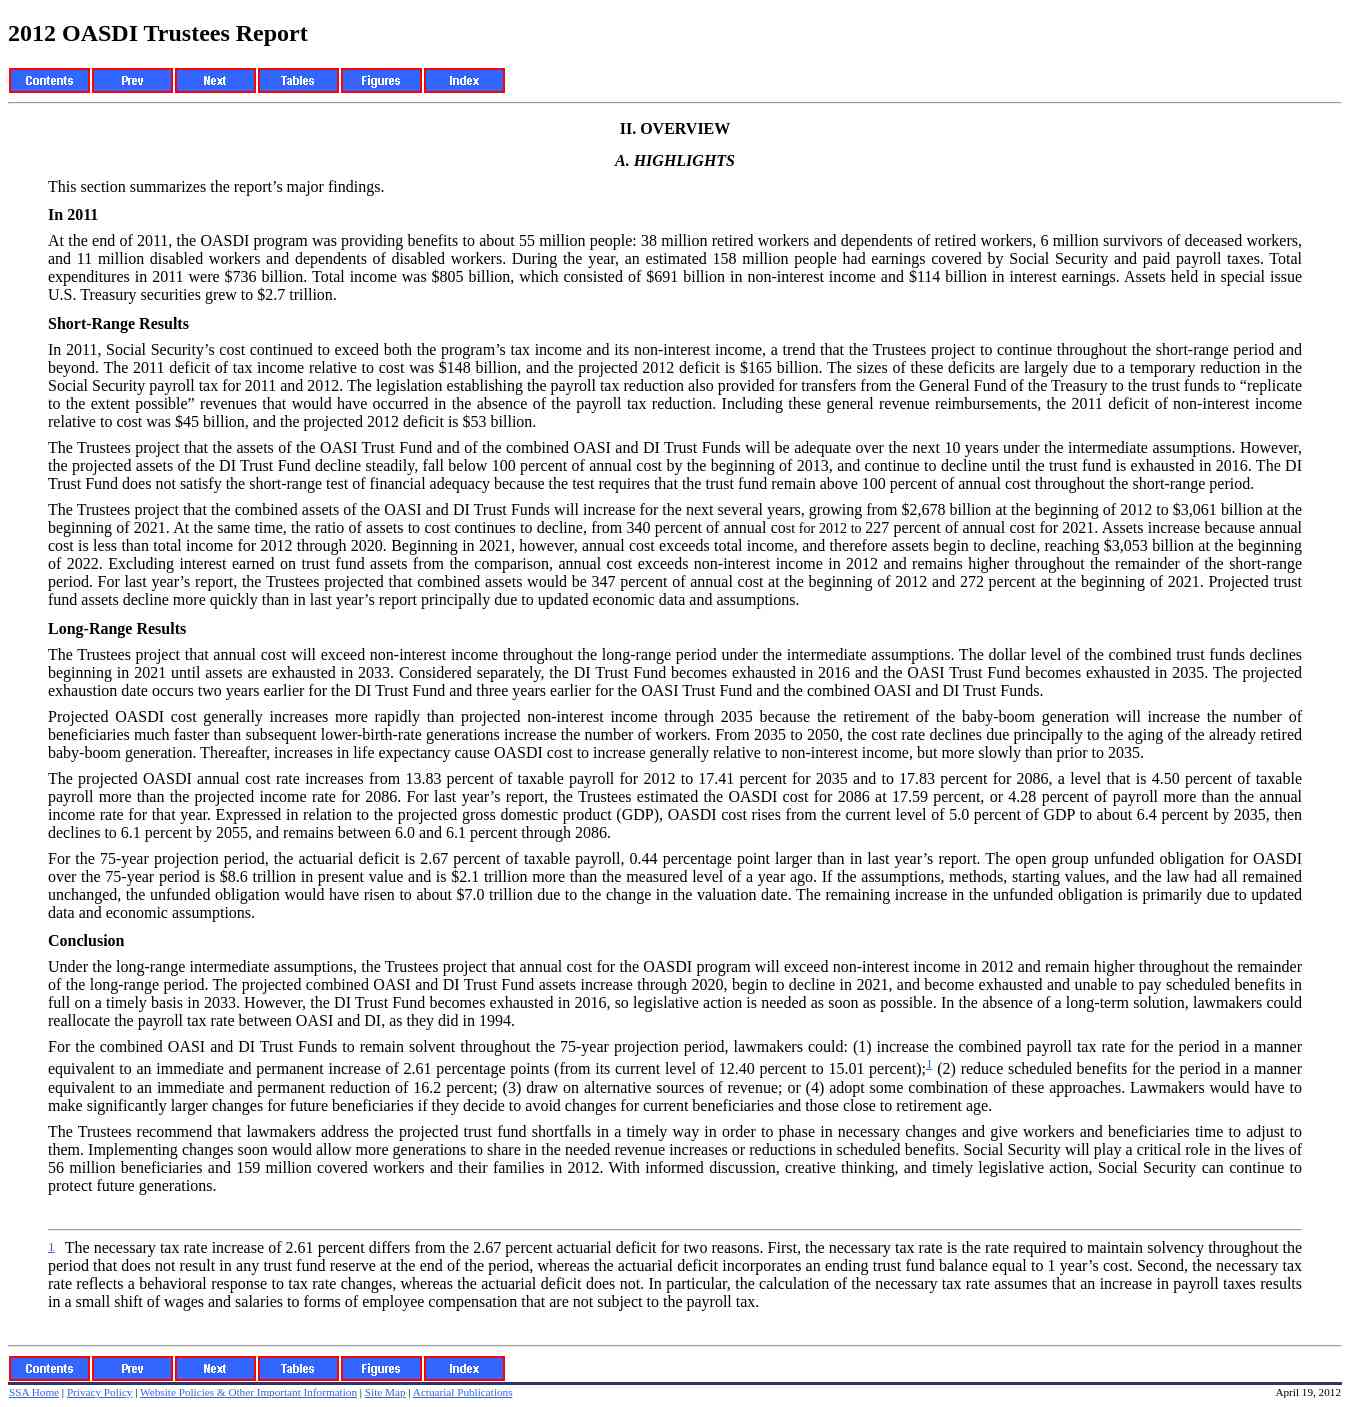 2012 OASDI Trustees Report
Contents Prev Next Tables Figures Index
II. OVERVIEW
A. HIGHLIGHTS
This section summarizes the report’s major findings.
In 2011
At the end of 2011, the OASDI program was providing benefits to about 55 million people: 38 million retired workers and dependents of retired workers, 6 million survivors of deceased workers,
and 11 million disabled workers and dependents of disabled workers. During the year, an estimated 158 million people had earnings covered by Social Security and paid payroll taxes. Total
expenditures in 2011 were $736 billion. Total income was $805 billion, which consisted of $691 billion in non-interest income and $114 billion in interest earnings. Assets held in special issue
U.S. Treasury securities grew to $2.7 trillion.
Short-Range Results
In 2011, Social Security’s cost continued to exceed both the program’s tax income and its non-interest income, a trend that the Trustees project to continue throughout the short-range period and
beyond. The 2011 deficit of tax income relative to cost was $148 billion, and the projected 2012 deficit is $165 billion. The sizes of these deficits are largely due to a temporary reduction in the
Social Security payroll tax for 2011 and 2012. The legislation establishing the payroll tax reduction also provided for transfers from the General Fund of the Treasury to the trust funds to “replicate
to the extent possible” revenues that would have occurred in the absence of the payroll tax reduction. Including these general revenue reimbursements, the 2011 deficit of non-interest income
relative to cost was $45 billion, and the projected 2012 deficit is $53 billion.
The Trustees project that the assets of the OASI Trust Fund and of the combined OASI and DI Trust Funds will be adequate over the next 10 years under the intermediate assumptions. However,
the projected assets of the DI Trust Fund decline steadily, fall below 100 percent of annual cost by the beginning of 2013, and continue to decline until the trust fund is exhausted in 2016. The DI
Trust Fund does not satisfy the short-range test of financial adequacy because the test requires that the trust fund remain above 100 percent of annual cost throughout the short-range period.
The Trustees project that the combined assets of the OASI and DI Trust Funds will increase for the next several years, growing from $2,678 billion at the beginning of 2012 to $3,061 billion at the
beginning of 2021. At the same time, the ratio of assets to cost continues to decline, from 340 percent of annual cost for 2012 to 227 percent of annual cost for 2021. Assets increase because annual
cost is less than total income for 2012 through 2020. Beginning in 2021, however, annual cost exceeds total income, and therefore assets begin to decline, reaching $3,053 billion at the beginning
of 2022. Excluding interest earned on trust fund assets from the comparison, annual cost exceeds non-interest income in 2012 and remains higher throughout the remainder of the short-range
period. For last year’s report, the Trustees projected that combined assets would be 347 percent of annual cost at the beginning of 2012 and 272 percent at the beginning of 2021. Projected trust
fund assets decline more quickly than in last year’s report principally due to updated economic data and assumptions.
Long-Range Results
The Trustees project that annual cost will exceed non-interest income throughout the long-range period under the intermediate assumptions. The dollar level of the combined trust funds declines
beginning in 2021 until assets are exhausted in 2033. Considered separately, the DI Trust Fund becomes exhausted in 2016 and the OASI Trust Fund becomes exhausted in 2035. The projected
exhaustion date occurs two years earlier for the DI Trust Fund and three years earlier for the OASI Trust Fund and the combined OASI and DI Trust Funds.
Projected OASDI cost generally increases more rapidly than projected non-interest income through 2035 because the retirement of the baby-boom generation will increase the number of
beneficiaries much faster than subsequent lower-birth-rate generations increase the number of workers. From 2035 to 2050, the cost rate declines due principally to the aging of the already retired
baby-boom generation. Thereafter, increases in life expectancy cause OASDI cost to increase generally relative to non-interest income, but more slowly than prior to 2035.
The projected OASDI annual cost rate increases from 13.83 percent of taxable payroll for 2012 to 17.41 percent for 2035 and to 17.83 percent for 2086, a level that is 4.50 percent of taxable
payroll more than the projected income rate for 2086. For last year’s report, the Trustees estimated the OASDI cost for 2086 at 17.59 percent, or 4.28 percent of payroll more than the annual
income rate for that year. Expressed in relation to the projected gross domestic product (GDP), OASDI cost rises from the current level of 5.0 percent of GDP to about 6.4 percent by 2035, then
declines to 6.1 percent by 2055, and remains between 6.0 and 6.1 percent through 2086.
For the 75-year projection period, the actuarial deficit is 2.67 percent of taxable payroll, 0.44 percentage point larger than in last year’s report. The open group unfunded obligation for OASDI
over the 75-year period is $8.6 trillion in present value and is $2.1 trillion more than the measured level of a year ago. If the assumptions, methods, starting values, and the law had all remained
unchanged, the unfunded obligation would have risen to about $7.0 trillion due to the change in the valuation date. The remaining increase in the unfunded obligation is primarily due to updated
data and economic assumptions.
Conclusion
Under the long-range intermediate assumptions, the Trustees project that annual cost for the OASDI program will exceed non-interest income in 2012 and remain higher throughout the remainder
of the long-range period. The projected combined OASI and DI Trust Fund assets increase through 2020, begin to decline in 2021, and become exhausted and unable to pay scheduled benefits in
full on a timely basis in 2033. However, the DI Trust Fund becomes exhausted in 2016, so legislative action is needed as soon as possible. In the absence of a long-term solution, lawmakers could
reallocate the payroll tax rate between OASI and DI, as they did in 1994.
For the combined OASI and DI Trust Funds to remain solvent throughout the 75-year projection period, lawmakers could: (1) increase the combined payroll tax rate for the period in a manner
equivalent to an immediate and permanent increase of 2.61 percentage points (from its current level of 12.40 percent to 15.01 percent);1 (2) reduce scheduled benefits for the period in a manner
equivalent to an immediate and permanent reduction of 16.2 percent; (3) draw on alternative sources of revenue; or (4) adopt some combination of these approaches. Lawmakers would have to
make significantly larger changes for future beneficiaries if they decide to avoid changes for current beneficiaries and those close to retirement age.
The Trustees recommend that lawmakers address the projected trust fund shortfalls in a timely way in order to phase in necessary changes and give workers and beneficiaries time to adjust to
them. Implementing changes soon would allow more generations to share in the needed revenue increases or reductions in scheduled benefits. Social Security will play a critical role in the lives of
56 million beneficiaries and 159 million covered workers and their families in 2012. With informed discussion, creative thinking, and timely legislative action, Social Security can continue to
protect future generations.
1 The necessary tax rate increase of 2.61 percent differs from the 2.67 percent actuarial deficit for two reasons. First, the necessary tax rate is the rate required to maintain solvency throughout the
period that does not result in any trust fund reserve at the end of the period, whereas the actuarial deficit incorporates an ending trust fund balance equal to 1 year’s cost. Second, the necessary tax
rate reflects a behavioral response to tax rate changes, whereas the actuarial deficit does not. In particular, the calculation of the necessary tax rate assumes that an increase in payroll taxes results
in a small shift of wages and salaries to forms of employee compensation that are not subject to the payroll tax.
Contents Prev Next Tables Figures Index
SSA Home | Privacy Policy | Website Policies & Other Important Information | Site Map | Actuarial Publications April 19, 2012